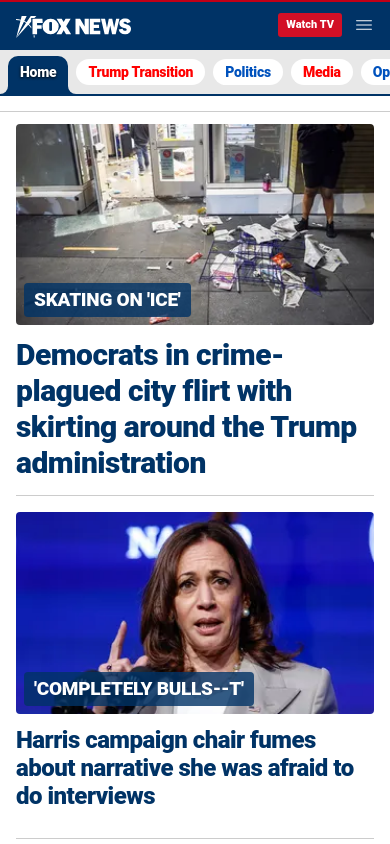 FOX NEWS
Watch TV
Home
Trump Transition
Politics
Media
Op
SKATING ON 'ICE'
Democrats in crime-
plagued city flirt with
skirting around the Trump
administration
'COMPLETELY BULLS--T'
Harris campaign chair fumes
about narrative she was afraid to
do interviews